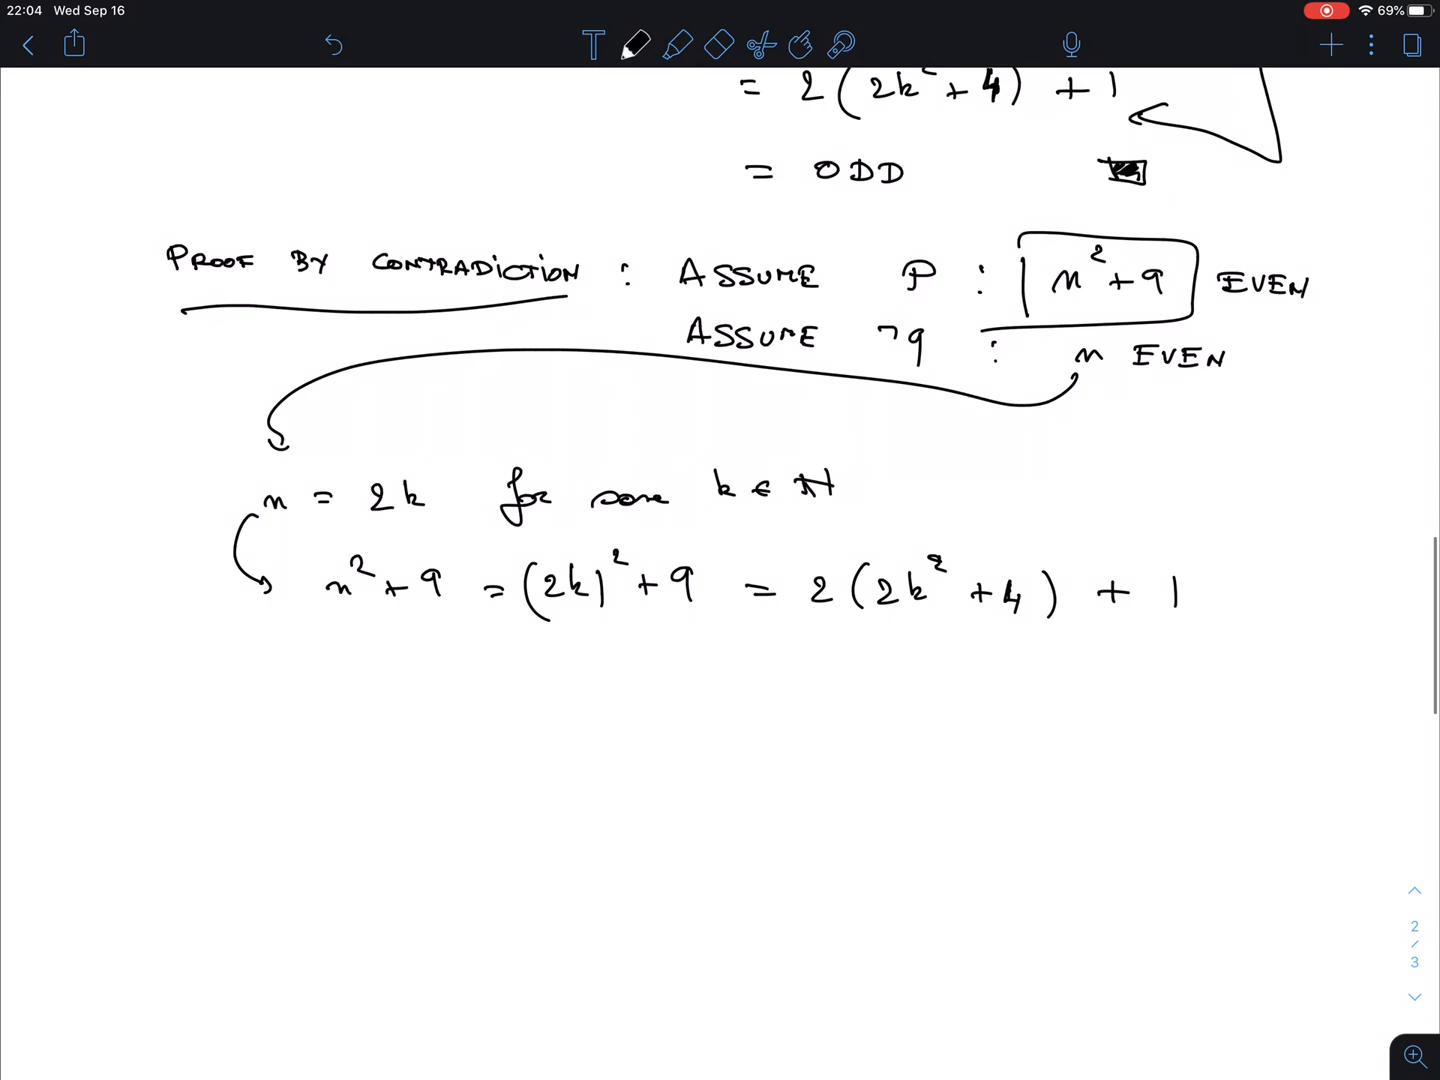 22:04 Wed Sep 16
69%
= 2(2k² + 4) + 1
= ODD
PROOF BY CONTRADICTION : ASSUME P : n² + 9 EVEN
ASSUME ¬q : n EVEN
n = 2k for some k ∈ ℕ
n² + 9 = (2k)² + 9 = 2(2k² + 4) + 1
2
/
3